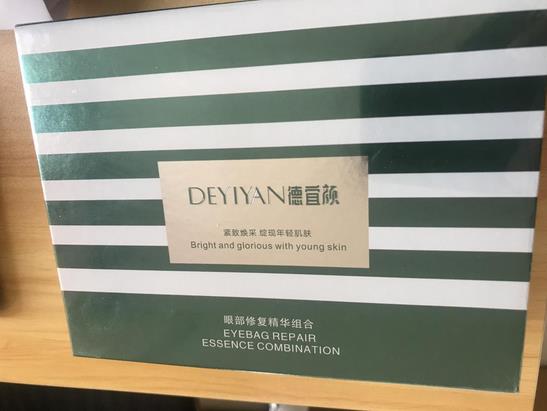 DEYIYAN德宜颜
紧致焕采 绽现年轻肌肤
Bright and glorious with young skin
眼部修复精华组合
EYEBAG REPAIR
ESSENCE COMBINATION